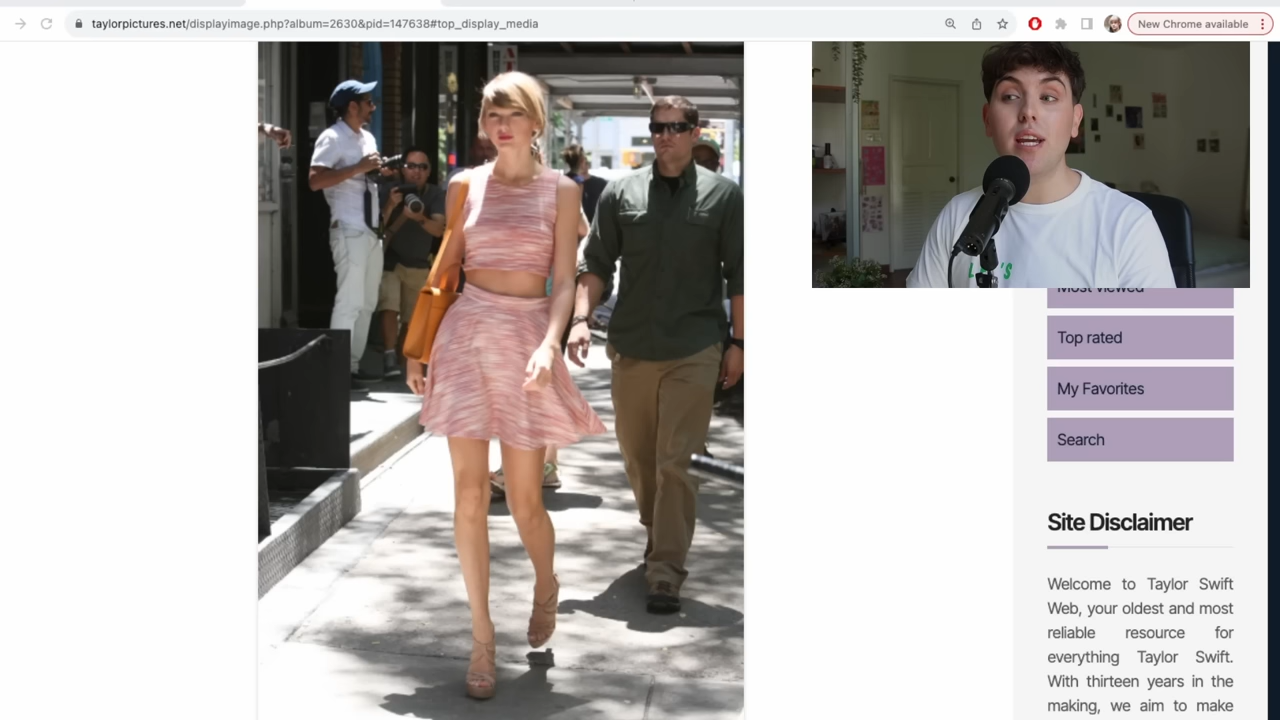 taylorpictures.net/displayimage.php?album=2630&pid=147638#top_display_media
New Chrome available
Most viewed
Top rated
My Favorites
Search
Site Disclaimer
Welcome to Taylor Swift
Web, your oldest and most
reliable resource for
everything Taylor Swift.
With thirteen years in the
making, we aim to make